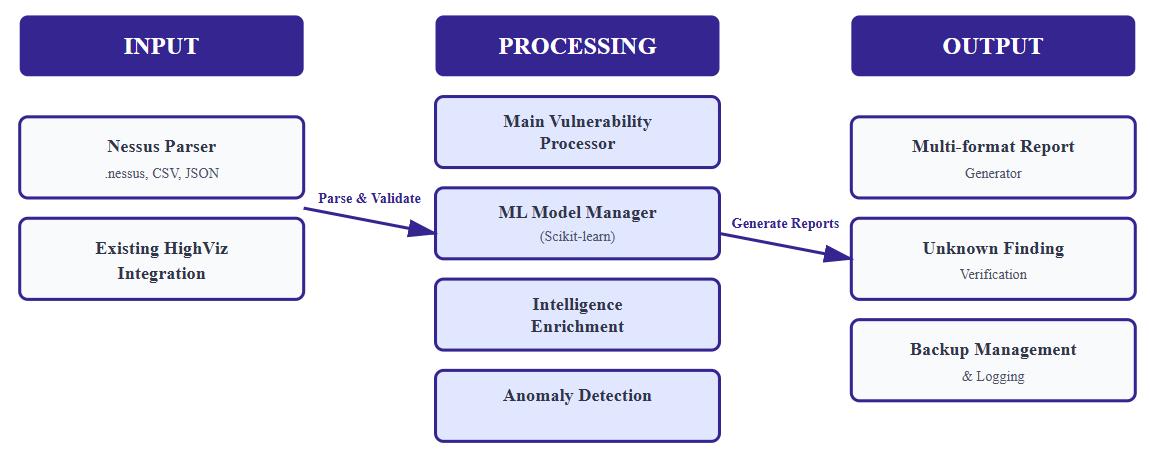 INPUT
PROCESSING
OUTPUT
Nessus Parser
.nessus, CSV, JSON
Existing HighViz
Integration
Parse & Validate
Main Vulnerability
Processor
ML Model Manager
(Scikit-learn)
Intelligence
Enrichment
Anomaly Detection
Generate Reports
Multi-format Report
Generator
Unknown Finding
Verification
Backup Management
& Logging